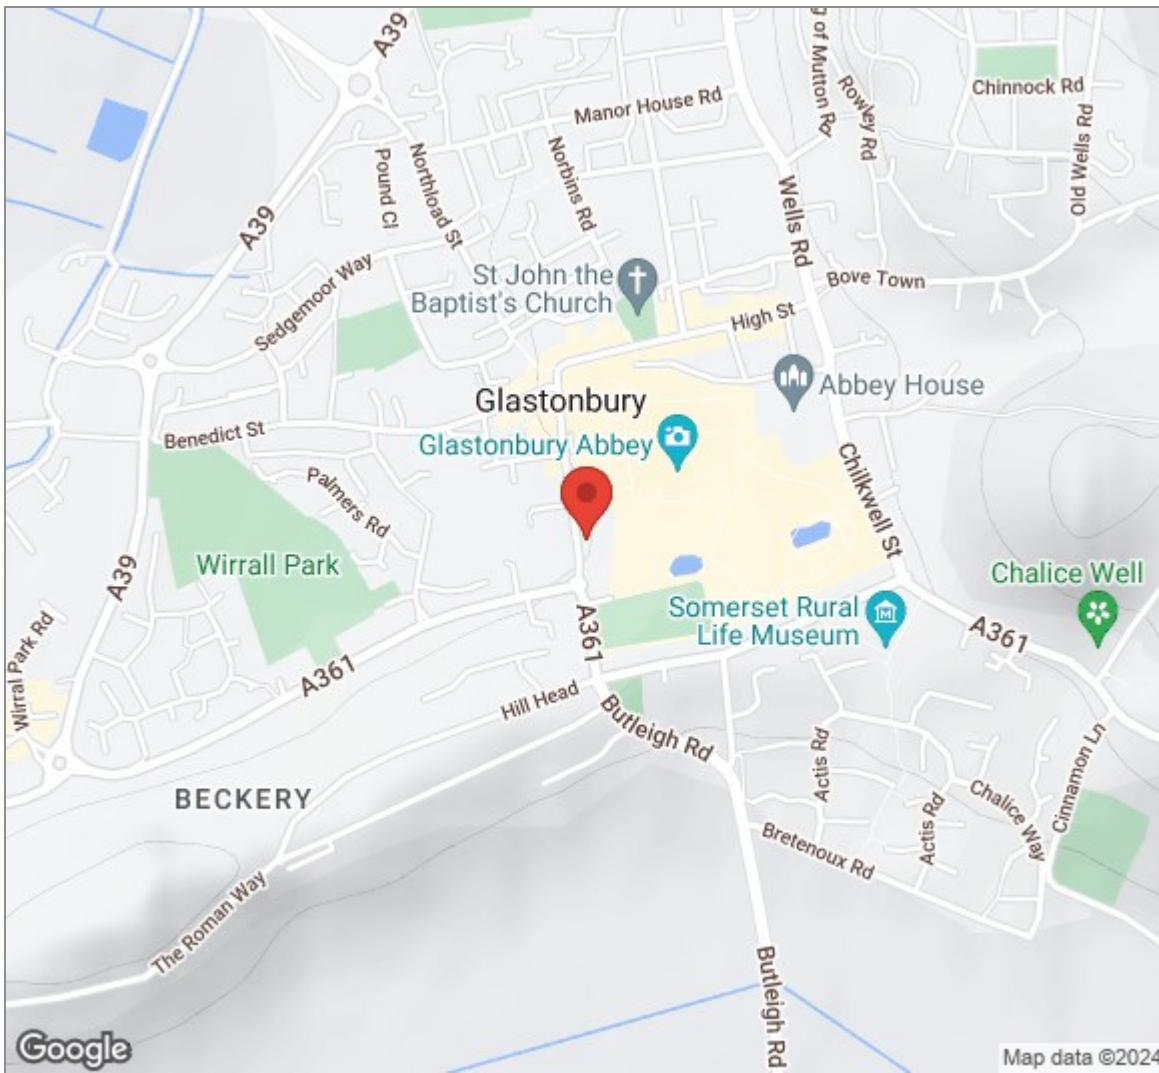 A39
g of Mutton Rd
Chinnock Rd
Manor House Rd
Rowley Rd
Pound Cl
Northload St
Norbins Rd
Old Wells Rd
A39
Wells Rd
Sedgemoor Way
St John the
Baptist's Church
Bove Town
High St
Glastonbury
Abbey House
Benedict St
Glastonbury Abbey
Chilkwell St
Palmers Rd
A39
Wirrall Park
Chalice Well
Somerset Rural
Life Museum
A361
A361
A361
Wirral Park Rd
Hill Head
Butleigh Rd
Actis Rd
Cinnamon Ln
BECKERY
Chalice Way
Actis Rd
Bretenoux Rd
The Roman Way
Butleigh Rd
Google
Map data ©2024